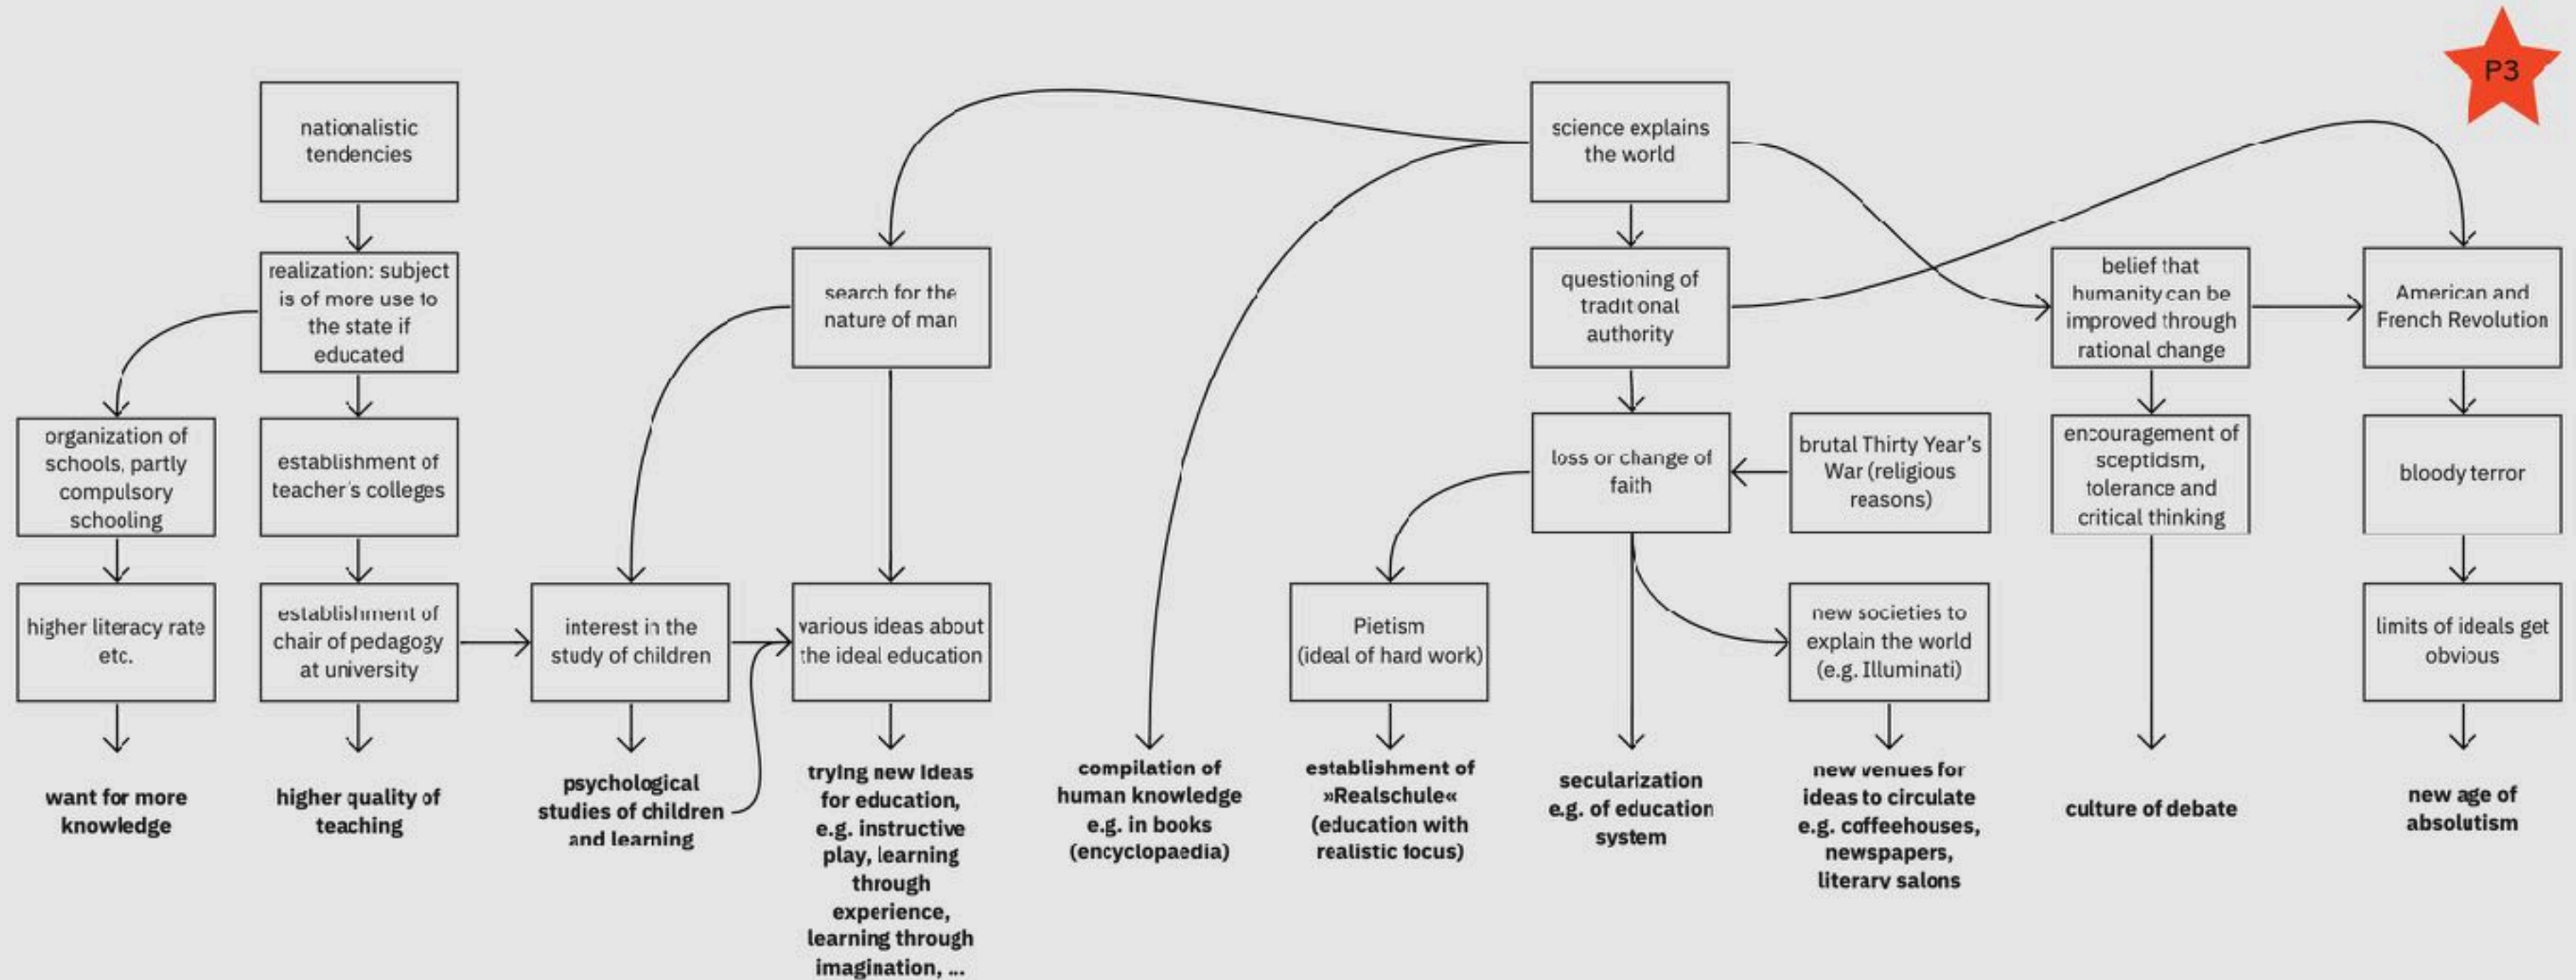 P3
nationalistic
tendencies
science explains
the world
realization: subject
is of more use to
the state if
educated
search for the
nature of man
questioning of
traditional
authority
belief that
humanity can be
improved through
rational change
American and
French Revolution
organization of
schools, partly
compulsory
schooling
establishment of
teacher's colleges
loss or change of
faith
brutal Thirty Year's
War (religious
reasons)
encouragement of
scepticism,
tolerance and
critical thinking
bloody terror
higher literacy rate
etc.
establishment of
chair of pedagogy
at university
interest in the
study of children
various ideas about
the ideal education
Pietism
(ideal of hard work)
new societies to
explain the world
(e.g. Illuminati)
limits of ideals get
obvious
want for more
knowledge
higher quality of
teaching
psychological
studies of children
and learning
trying new ideas
for education,
e.g. instructive
play, learning
through
experience,
learning through
imagination, ...
compilation of
human knowledge
e.g. in books
(encyclopaedia)
establishment of
»Realschule«
(education with
realistic focus)
secularization
e.g. of education
system
new venues for
ideas to circulate
e.g. coffeehouses,
newspapers,
literary salons
culture of debate
new age of
absolutism